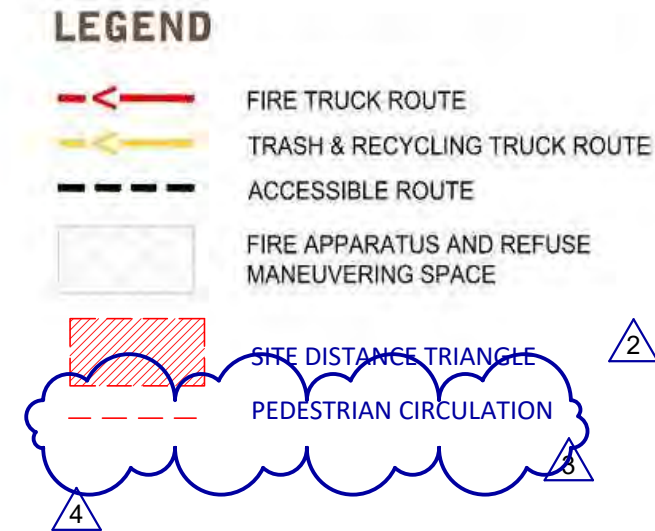 LEGEND
FIRE TRUCK ROUTE
TRASH & RECYCLING TRUCK ROUTE
ACCESSIBLE ROUTE
FIRE APPARATUS AND REFUSE
MANEUVERING SPACE
SITE DISTANCE TRIANGLE
2
PEDESTRIAN CIRCULATION
3
4